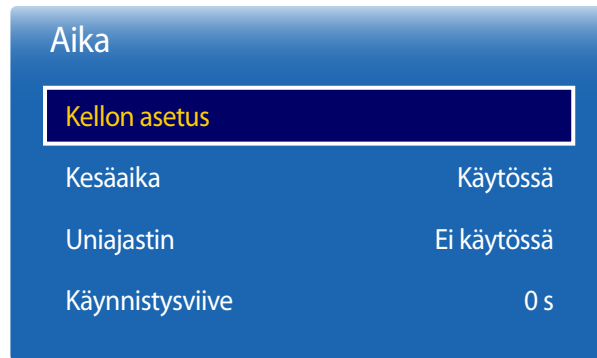 Aika
Kellon asetus
Kesäaika Käytössä
Uniajastin Ei käytössä
Käynnistysviive 0 s